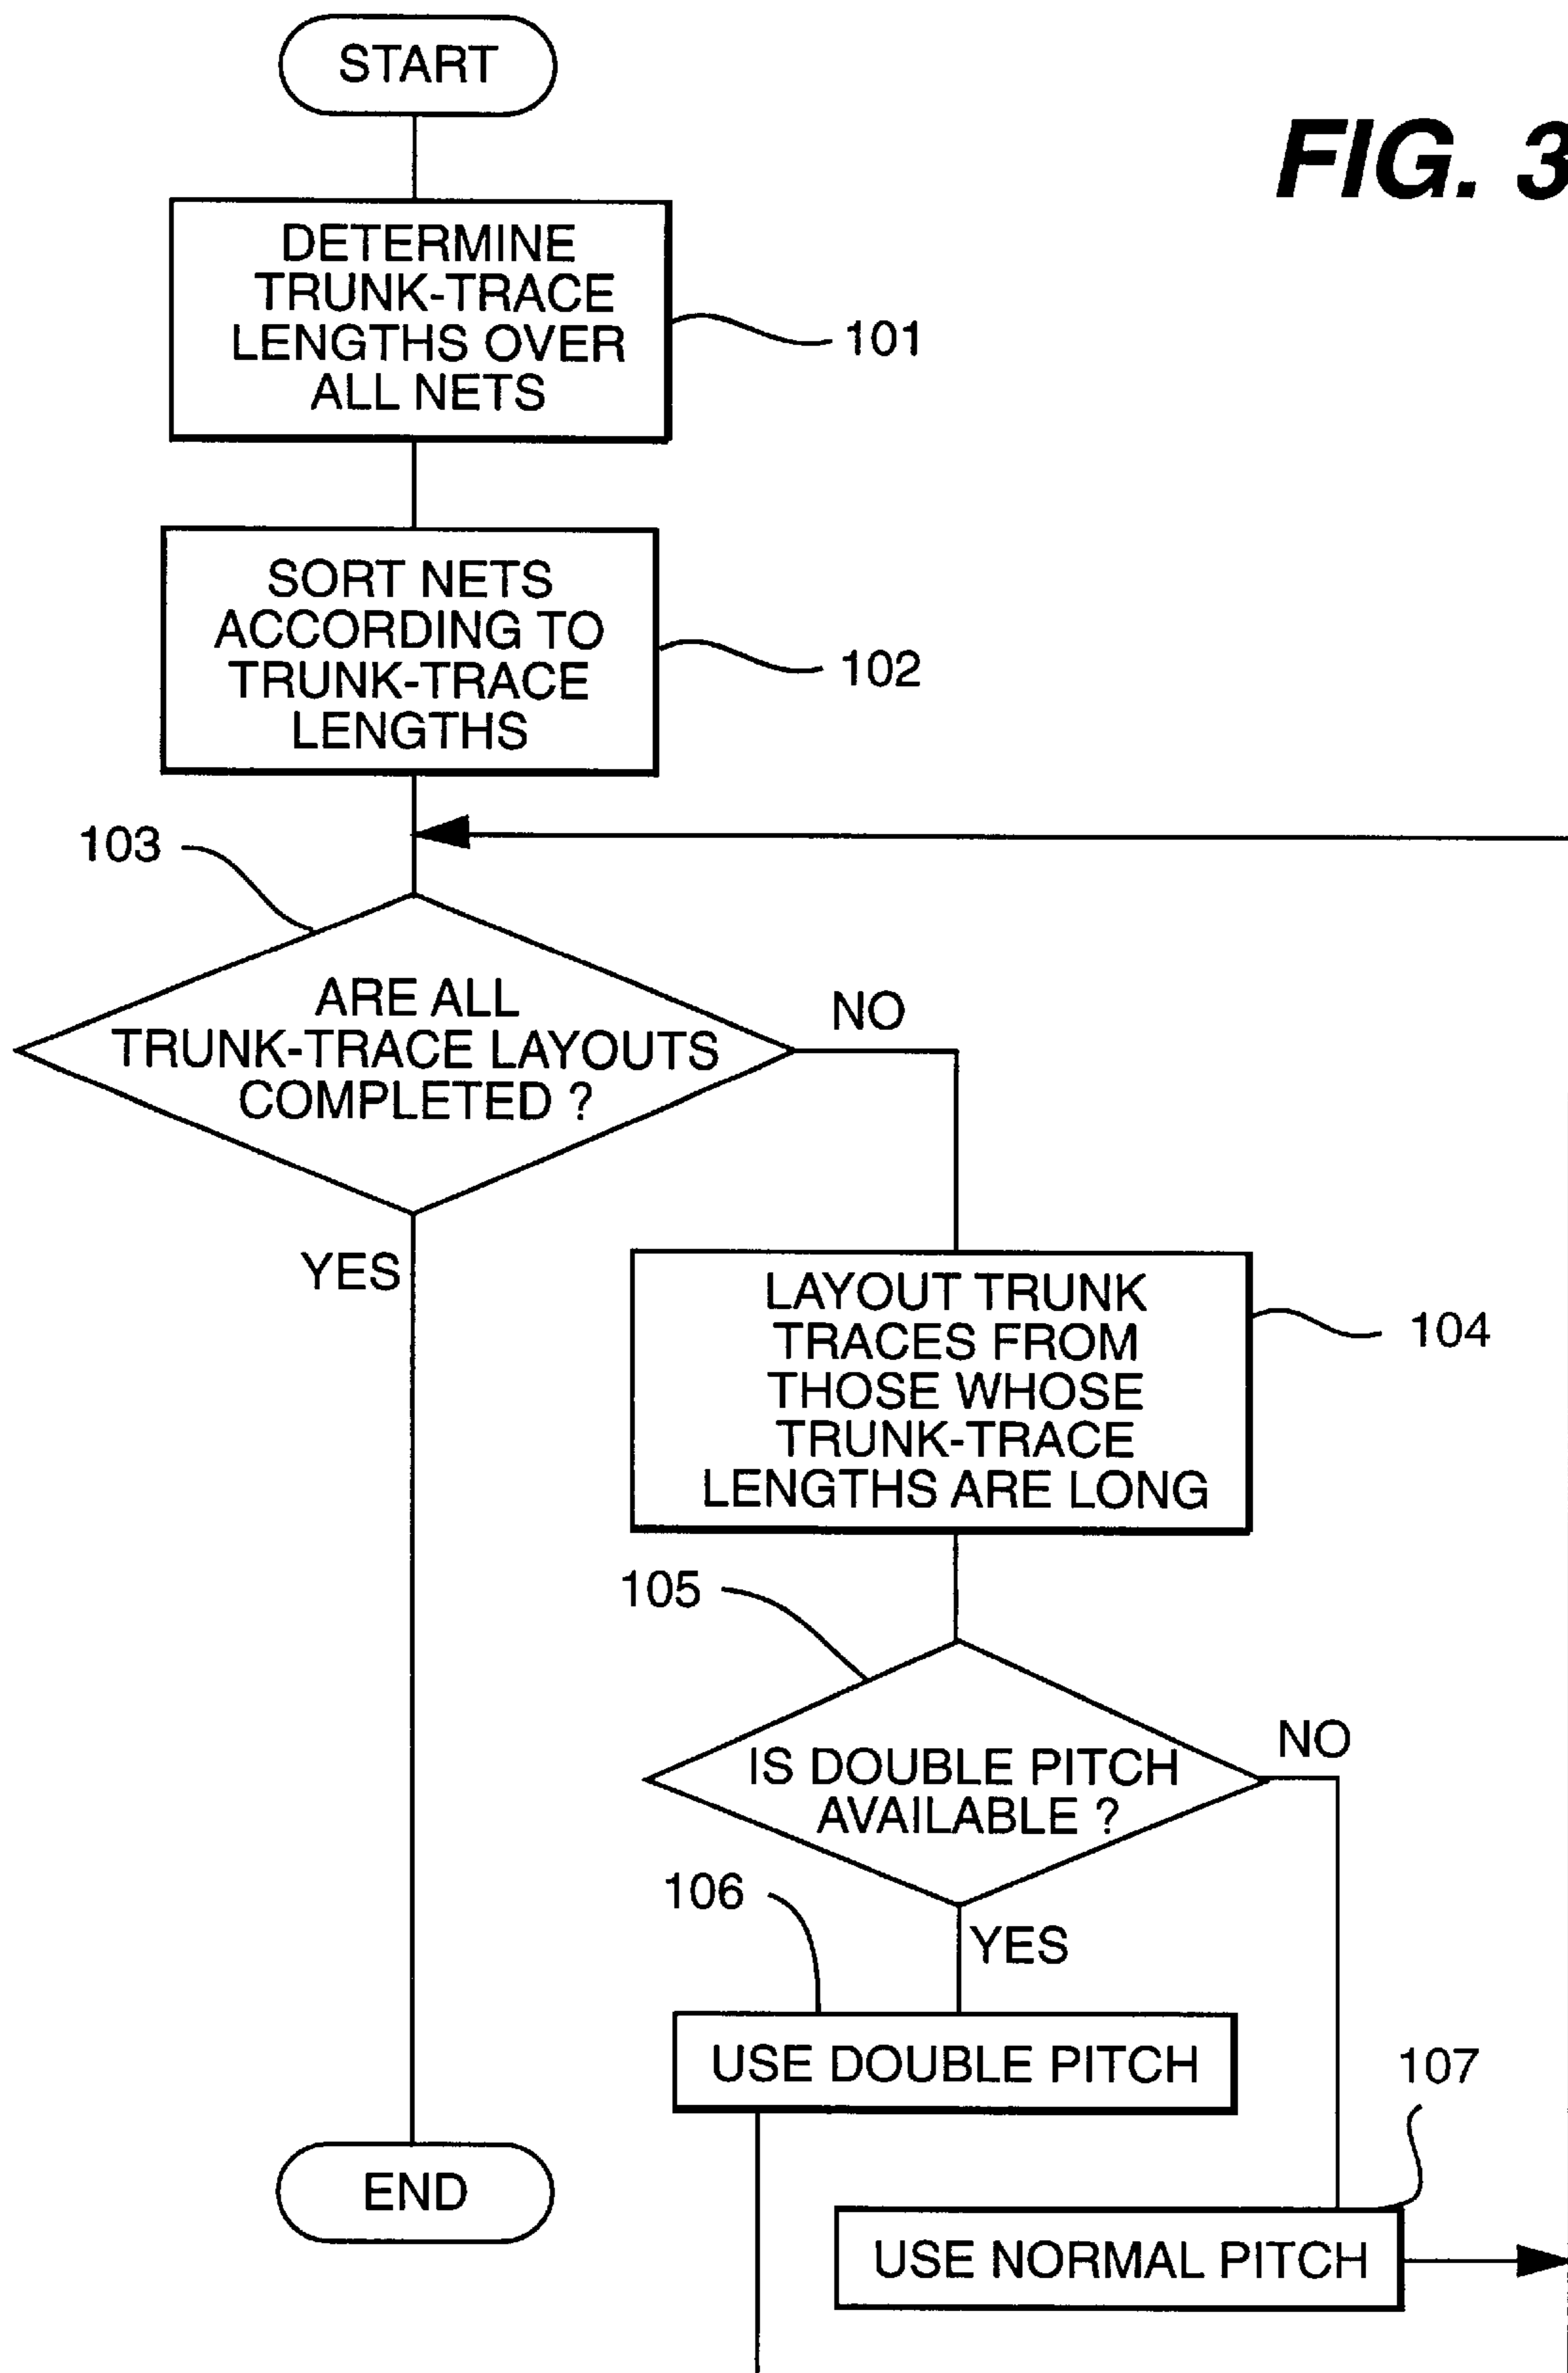 START
FIG. 3
DETERMINE
TRUNK-TRACE
LENGTHS OVER
ALL NETS
101
SORT NETS
ACCORDING TO
TRUNK-TRACE
LENGTHS
102
103
ARE ALL
TRUNK-TRACE LAYOUTS
COMPLETED ?
NO
YES
LAYOUT TRUNK
TRACES FROM
THOSE WHOSE
TRUNK-TRACE
LENGTHS ARE LONG
104
105
IS DOUBLE PITCH
AVAILABLE ?
NO
106
YES
USE DOUBLE PITCH
107
END
USE NORMAL PITCH